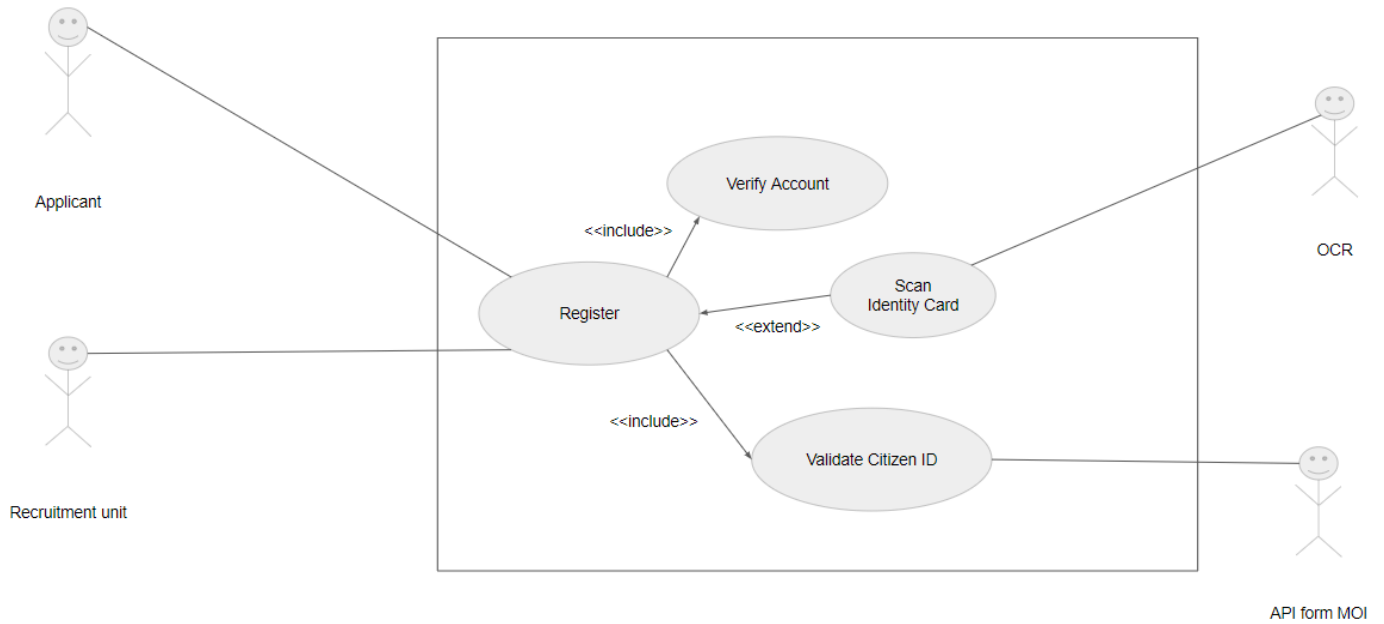 Applicant
Verify Account
<<include>>
OCR
Scan
Identity Card
Register
<<extend>>
<<include>>
Validate Citizen ID
Recruitment unit
API form MOI